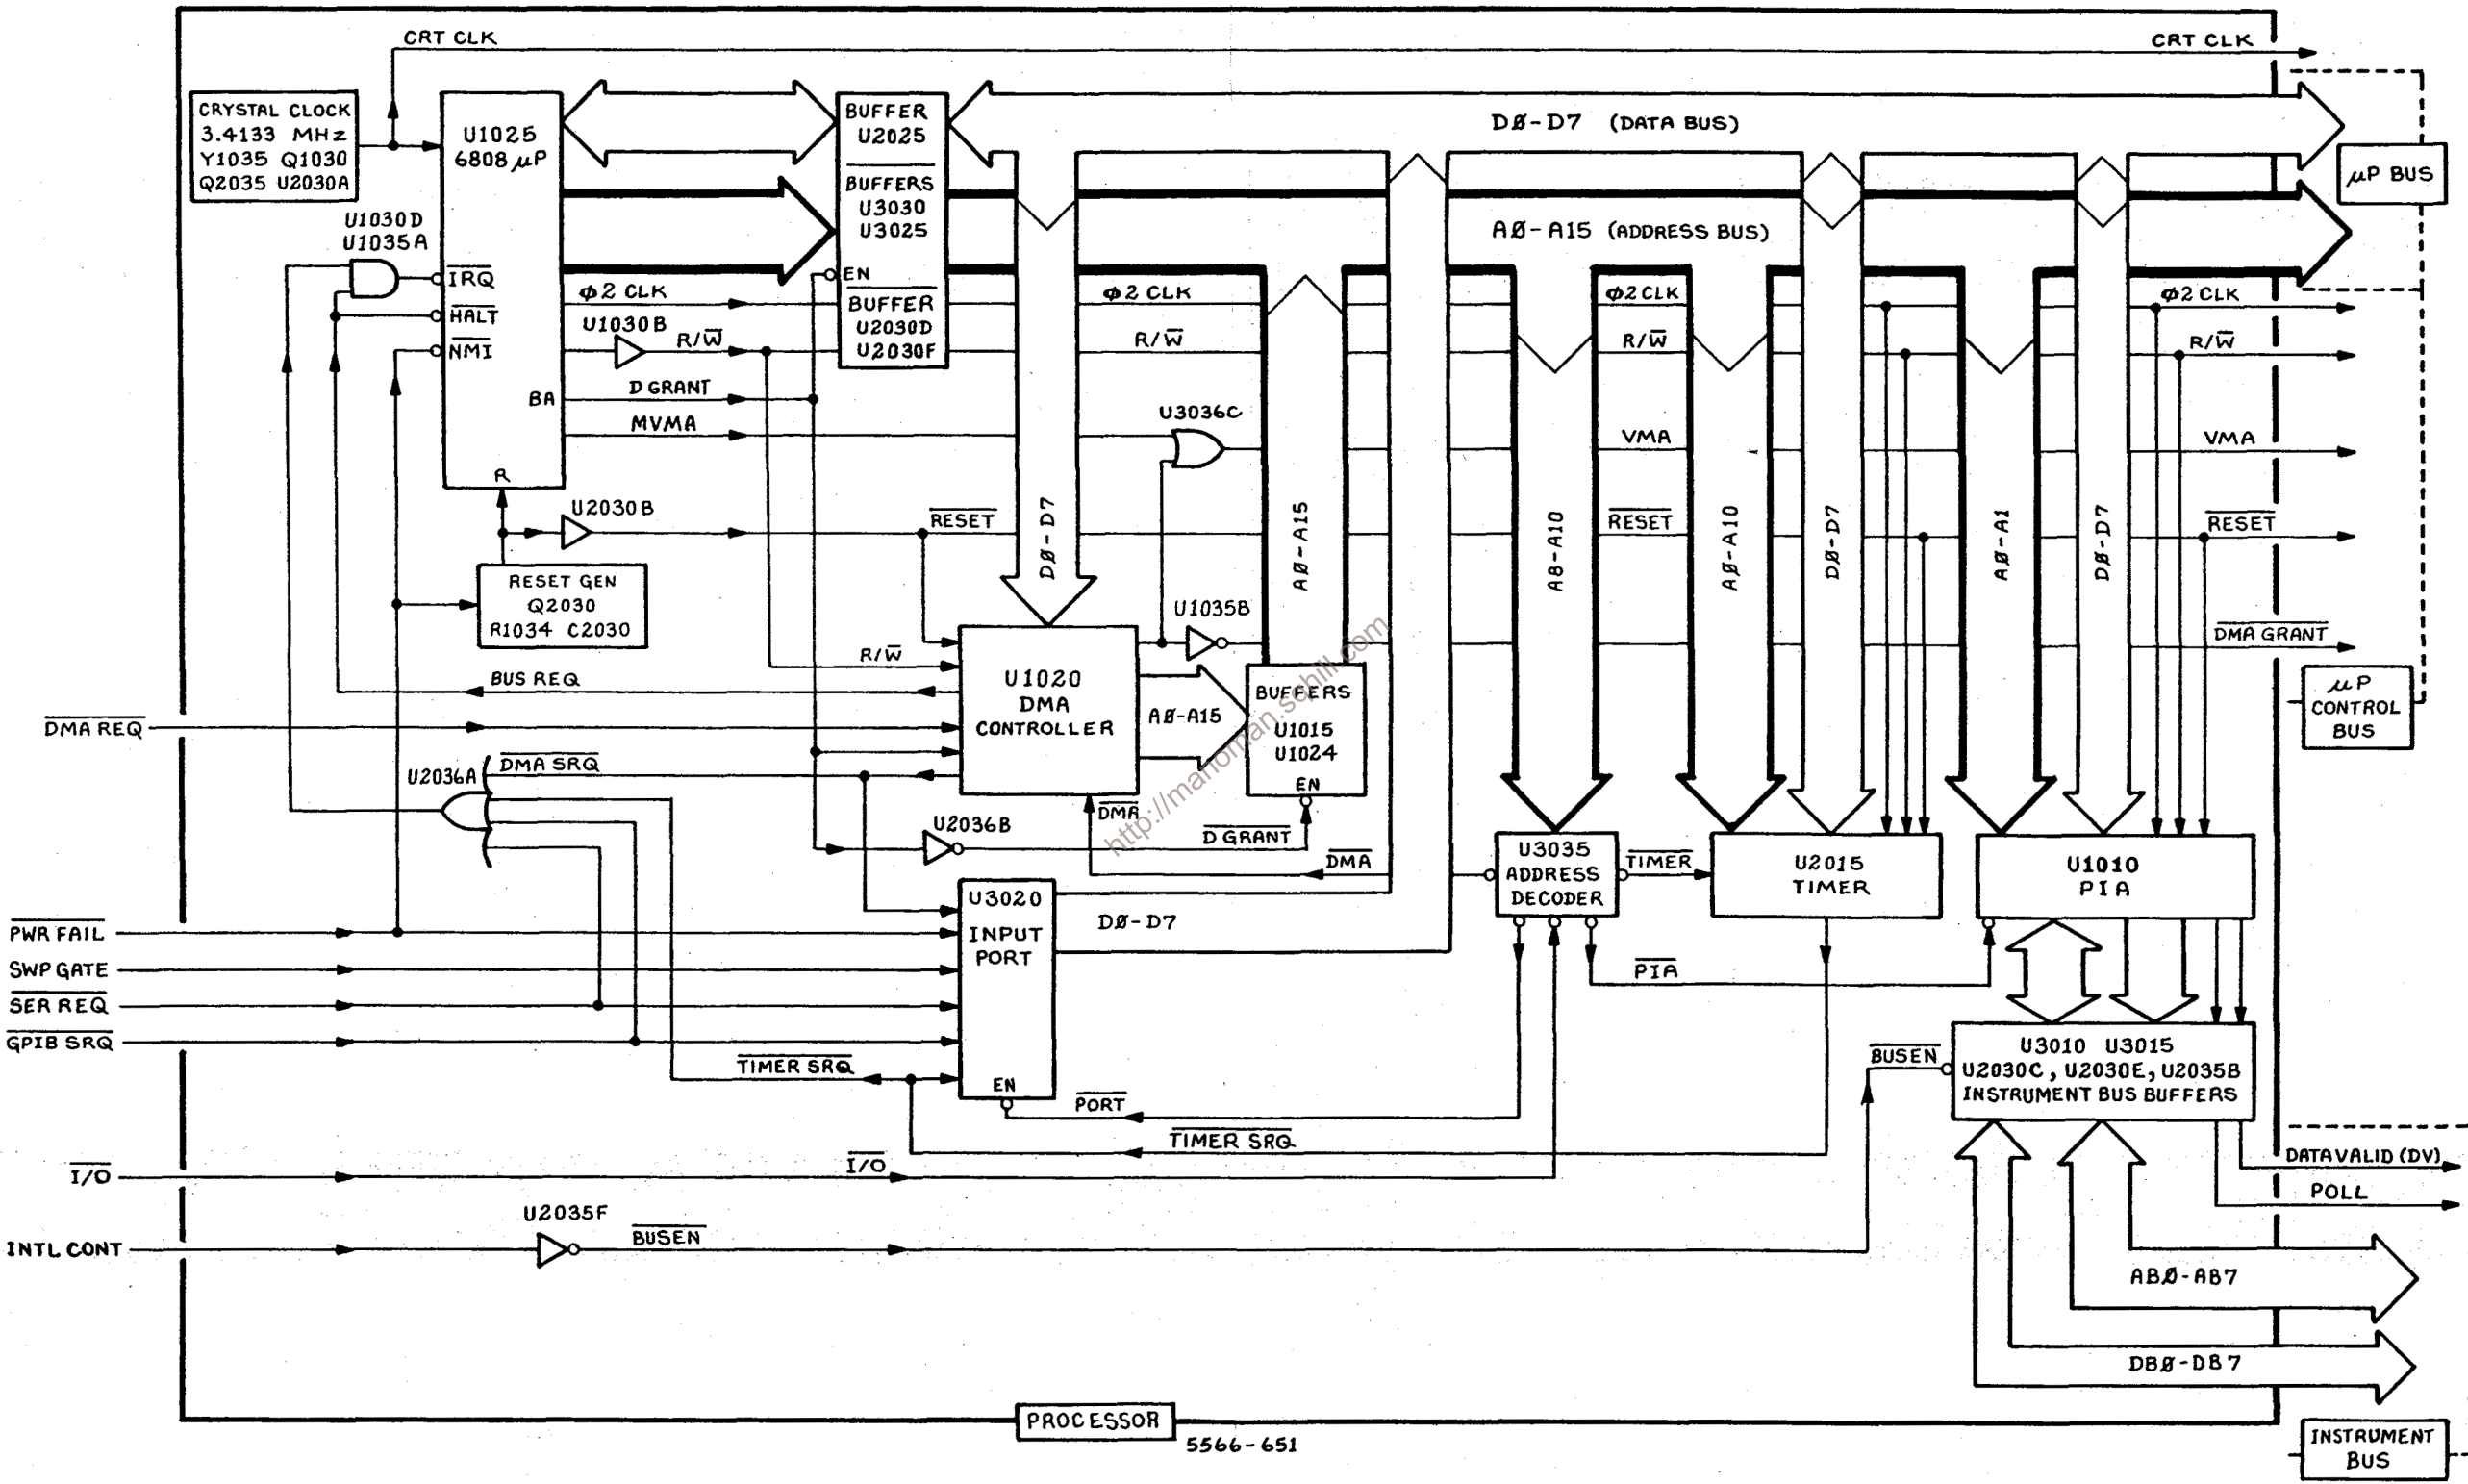 CRT CLK
CRT CLK
CRYSTAL CLOCK
3.4133 MHz
Y1035 Q1030
Q2035 U2030A
U1025
6808 μP
BUFFER
U2025
BUFFERS
U3030
U3025
EN
BUFFER
U2030D
U2030F
DØ-D7 (DATA BUS)
μP BUS
AØ-A15 (ADDRESS BUS)
U1030D
U1035A
IRQ
HALT
NMI
BA
R
Φ2 CLK
U1030B
R/W
D GRANT
MVMA
Φ2 CLK
R/W
U3036C
Φ2 CLK
R/W
VMA
RESET
Φ2 CLK
R/W
VMA
RESET
DMA GRANT
U2030B
RESET
RESET GEN
Q2030
R1034 C2030
DØ-D7
AØ-A15
A8-A10
AØ-A10
DØ-D7
AØ-A1
DØ-D7
U1035B
R/W
BUS REQ
DMA REQ
U1020
DMA
CONTROLLER
AØ-A15
BUFFERS
U1015
U1024
EN
μP
CONTROL
BUS
U2036A
DMA SRQ
DMA
U2036B
D GRANT
DMA
U3035
ADDRESS
DECODER
TIMER
U2015
TIMER
U1010
PIA
U3020
INPUT
PORT
EN
DØ-D7
PWR FAIL
SWP GATE
SER REQ
GPIB SRQ
PIA
TIMER SRQ
PORT
TIMER SRQ
BUSEN
U3010 U3015
U2030C, U2030E, U2035B
INSTRUMENT BUS BUFFERS
I/O
I/O
DATA VALID (DV)
POLL
INTL CONT
U2035F
BUSEN
ABØ-AB7
DBØ-DB7
PROCESSOR
5566-651
INSTRUMENT
BUS
http://manoman.sqhill.com